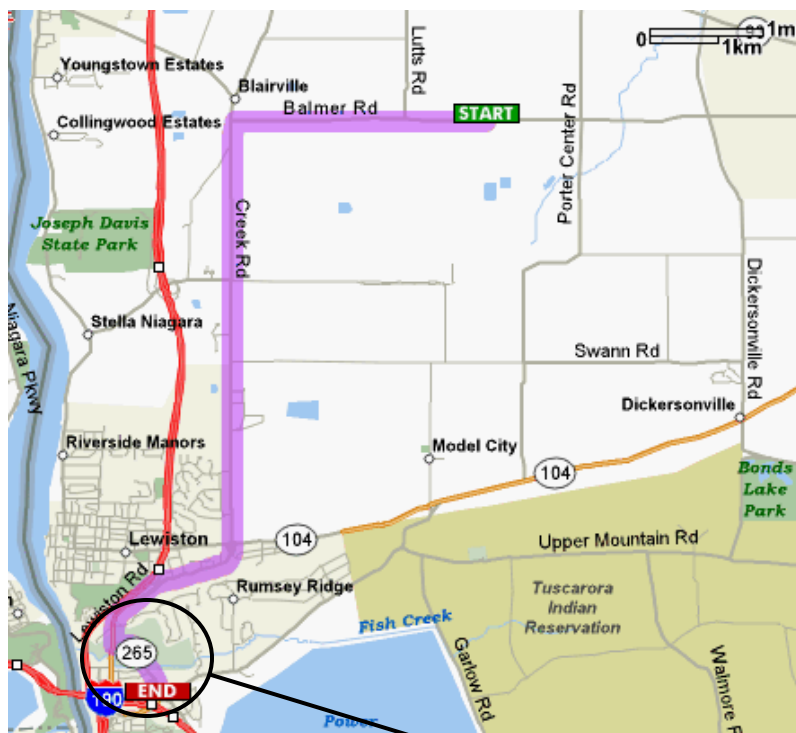 Youngstown Estates
Collingwood Estates
Blairville
Lutts Rd
Balmer Rd
START
0
1m
1km
93
Porter Center Rd
Joseph Davis
State Park
Creek Rd
Niagara Pkwy
Stella Niagara
Swann Rd
Dickersonville Rd
Dickersonville
Riverside Manors
Model City
104
Bonds
Lake
Park
Lewiston
104
Upper Mountain Rd
Lewiston Rd
Rumsey Ridge
Tuscarora
Indian
Reservation
Fish Creek
265
Garlow Rd
Walmore R
190
END
Power